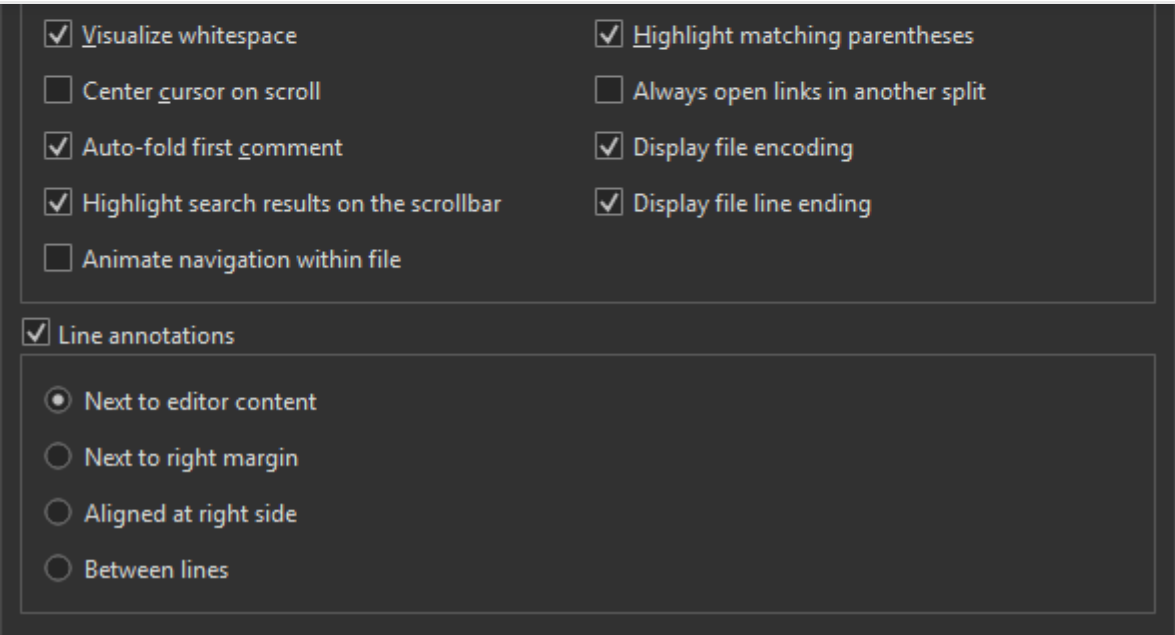 Visualize whitespace
Highlight matching parentheses
Center cursor on scroll
Always open links in another split
Auto-fold first comment
Display file encoding
Highlight search results on the scrollbar
Display file line ending
Animate navigation within file
Line annotations
Next to editor content
Next to right margin
Aligned at right side
Between lines